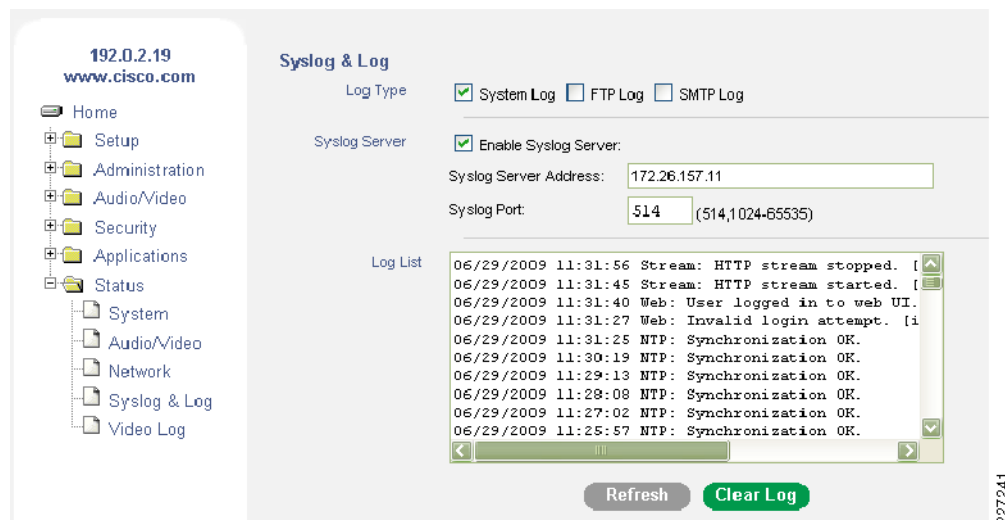 192.0.2.19
www.cisco.com
Home
Setup
Administration
Audio/Video
Security
Applications
Status
System
Audio/Video
Network
Syslog & Log
Video Log
Syslog & Log
Log Type
System Log FTP Log SMTP Log
Syslog Server
Enable Syslog Server:
Syslog Server Address: 172.26.157.11
Syslog Port: 514 (514,1024-65535)
Log List
06/29/2009 11:31:56 Stream: HTTP stream stopped. [
06/29/2009 11:31:45 Stream: HTTP stream started. [
06/29/2009 11:31:40 Web: User logged in to web UI.
06/29/2009 11:31:27 Web: Invalid login attempt. [i
06/29/2009 11:31:25 NTP: Synchronization OK.
06/29/2009 11:30:19 NTP: Synchronization OK.
06/29/2009 11:29:13 NTP: Synchronization OK.
06/29/2009 11:28:08 NTP: Synchronization OK.
06/29/2009 11:27:02 NTP: Synchronization OK.
06/29/2009 11:25:57 NTP: Synchronization OK.
Refresh Clear Log
227241